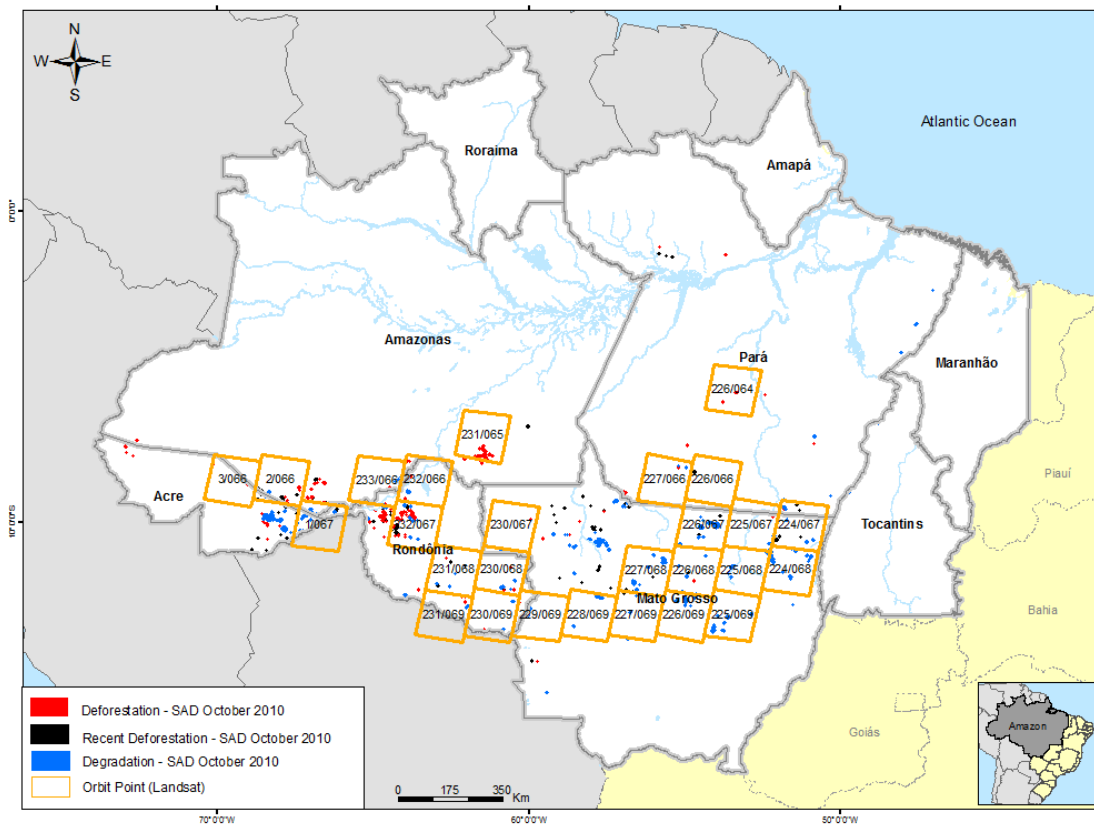 N
W E
S
Atlantic Ocean
Roraima
Amapá
0°0'0"
Amazonas
Pará
Maranhão
226/064
231/065
Piauí
3/066
2/066
233/066
232/066
227/066
226/066
Acre
Tocantins
10°0'0"S
1/067
232/067
230/067
226/067
225/067
224/067
Rondônia
231/068
230/068
227/068
226/068
225/068
224/068
Mato Grosso
Bahia
231/069
230/069
229/069
228/069
227/069
226/069
225/069
Goiás
Amazon
Deforestation - SAD October 2010
Recent Deforestation - SAD October 2010
Degradation - SAD October 2010
Orbit Point (Landsat)
0 175 350
Km
70°0'0"W
60°0'0"W
50°0'0"W